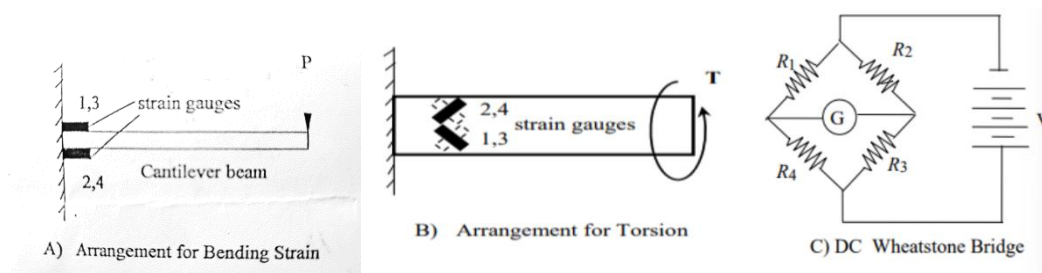 P
1,3
strain gauges
Cantilever beam
2,4
A) Arrangement for Bending Strain
T
2,4
strain gauges
1,3
B) Arrangement for Torsion
R1
R2
G
R4
R3
C) DC Wheatstone Bridge